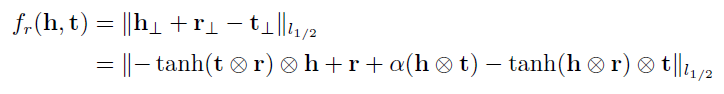 f_r(𝐡, 𝐭) = ‖𝐡_⊥ + 𝐫_⊥ − 𝐭_⊥‖_{l_{1/2}}
= ‖− tanh(𝐭 ⊗ 𝐫) ⊗ 𝐡 + 𝐫 + α(𝐡 ⊗ 𝐭) − tanh(𝐡 ⊗ 𝐫) ⊗ 𝐭‖_{l_{1/2}}